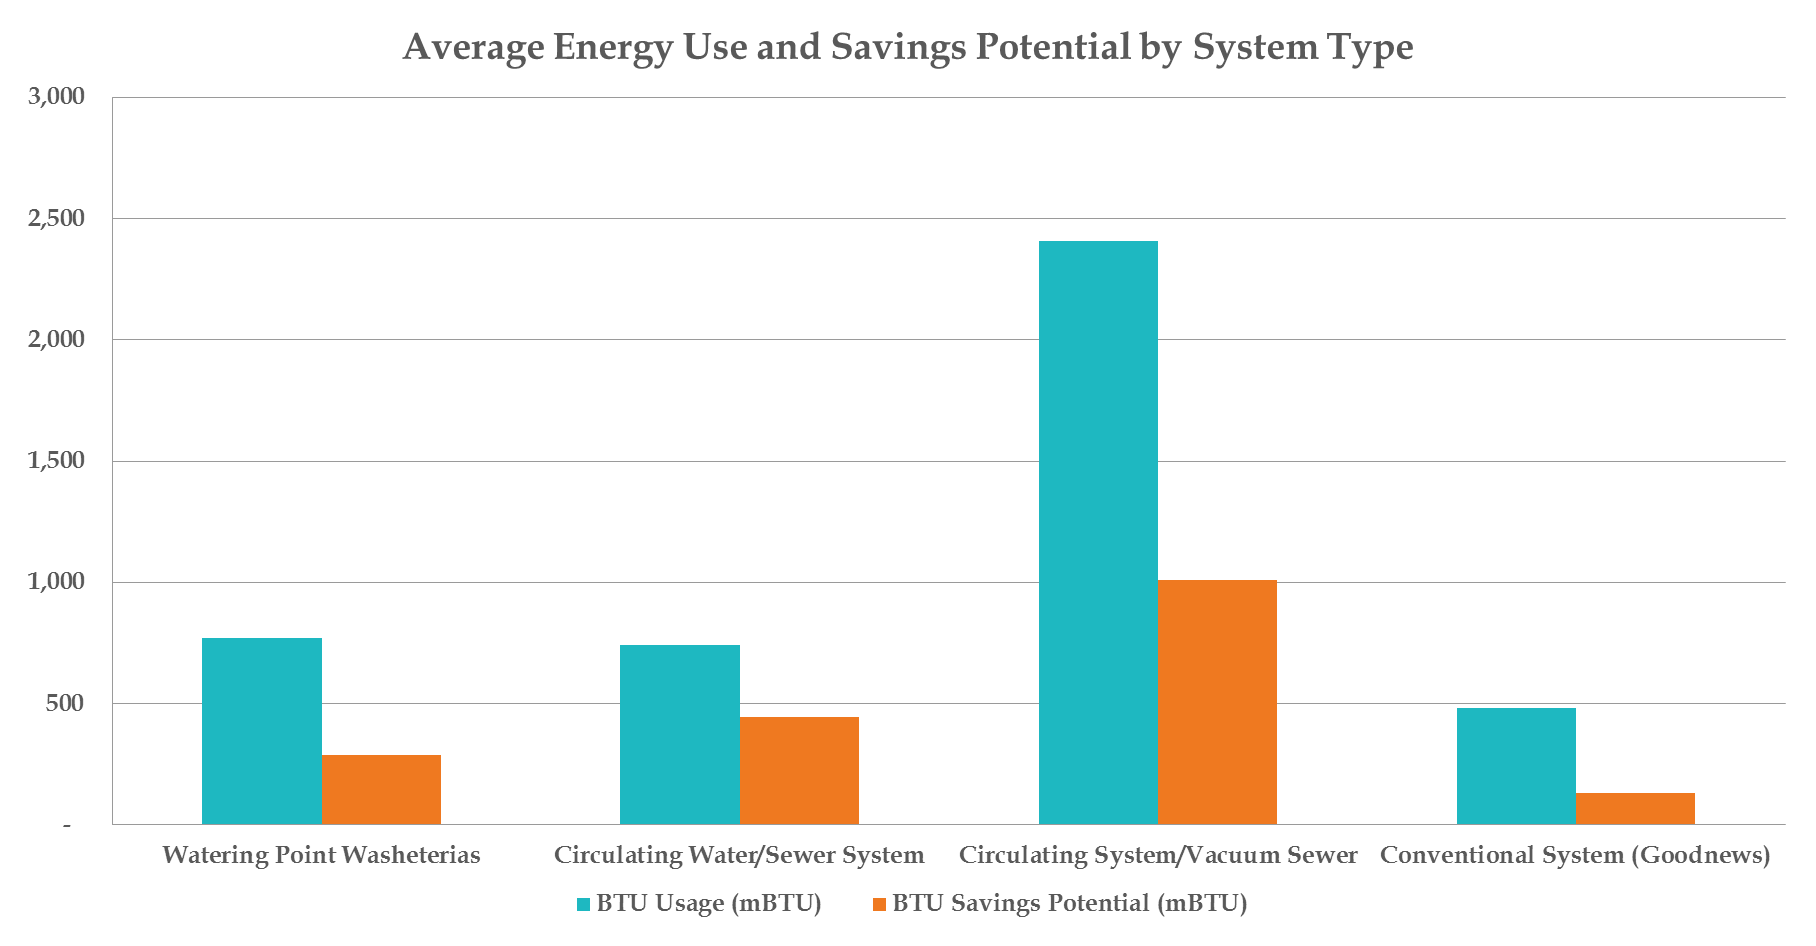 Average Energy Use and Savings Potential by System Type
3,000
2,500
2,000
1,500
1,000
500
-
Watering Point Washeterias
Circulating Water/Sewer System
Circulating System/Vacuum Sewer
Conventional System (Goodnews)
BTU Usage (mBTU)
BTU Savings Potential (mBTU)